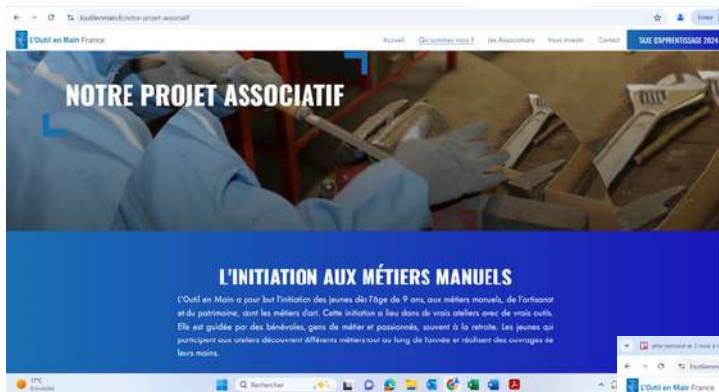 loutilenmain.fr/notre-projet-associatif
L'Outil en Main France
Accueil Qui sommes nous ? Les Associations Vous investir Contact TAXE D'APPRENTISSAGE 2024
NOTRE PROJET ASSOCIATIF
L'INITIATION AUX MÉTIERS MANUELS
L'Outil en Main a pour but l'initiation des jeunes dès l'âge de 9 ans, aux métiers manuels, de l'artisanat
et du patrimoine, dont les métiers d'art. Cette initiation a lieu dans de vrais ateliers avec de vrais outils.
Elle est guidée par des bénévoles, gens de métier et passionnés, souvent à la retraite. Les jeunes qui
participent aux ateliers découvrent différents métiers tout au long de l'année et réalisent des ouvrages de
leurs mains.
Rechercher
L'Outil en Main France